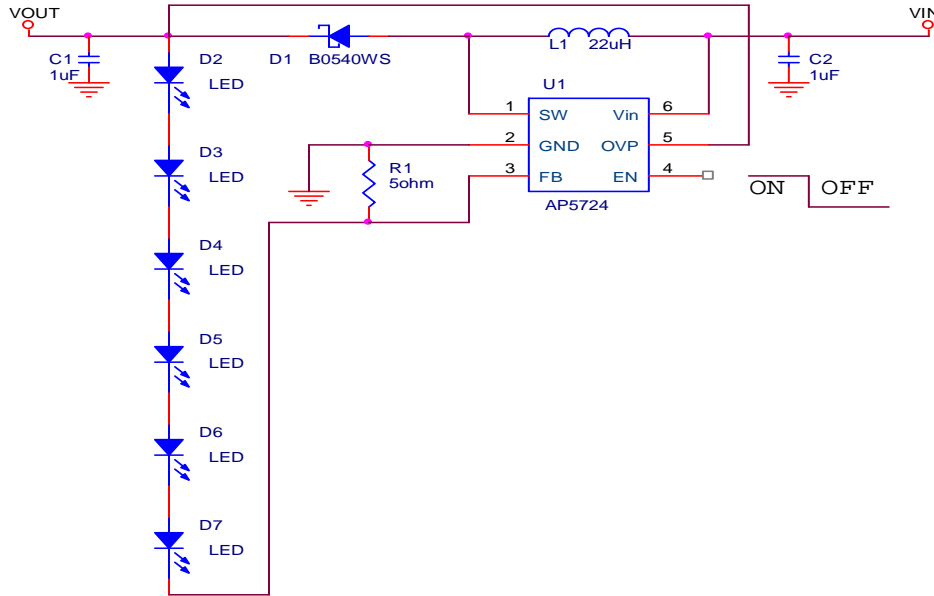 VOUT
VIN
C1
1uF
D2
LED
D1
B0540WS
L1
22uH
C2
1uF
U1
1
SW
Vin
6
2
GND
OVP
5
3
FB
EN
4
AP5724
R1
5ohm
ON
OFF
D3
LED
D4
LED
D5
LED
D6
LED
D7
LED